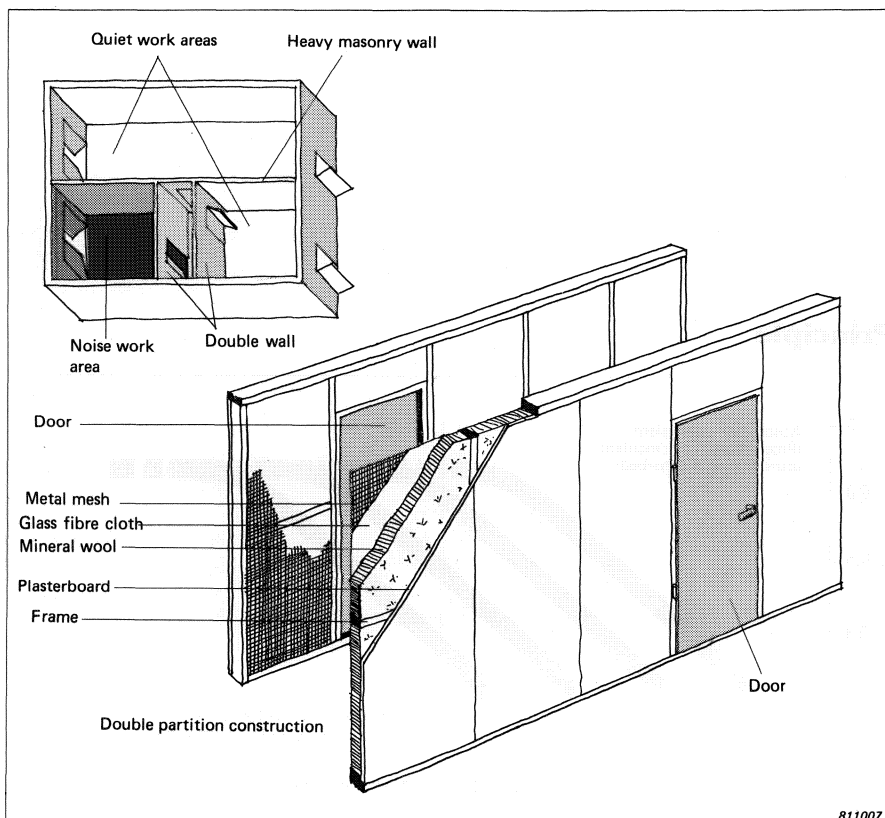 Quiet work areas
Heavy masonry wall
Noise work
area
Double wall
Door
Metal mesh
Glass fibre cloth
Mineral wool
Plasterboard
Frame
Door
Double partition construction
811007